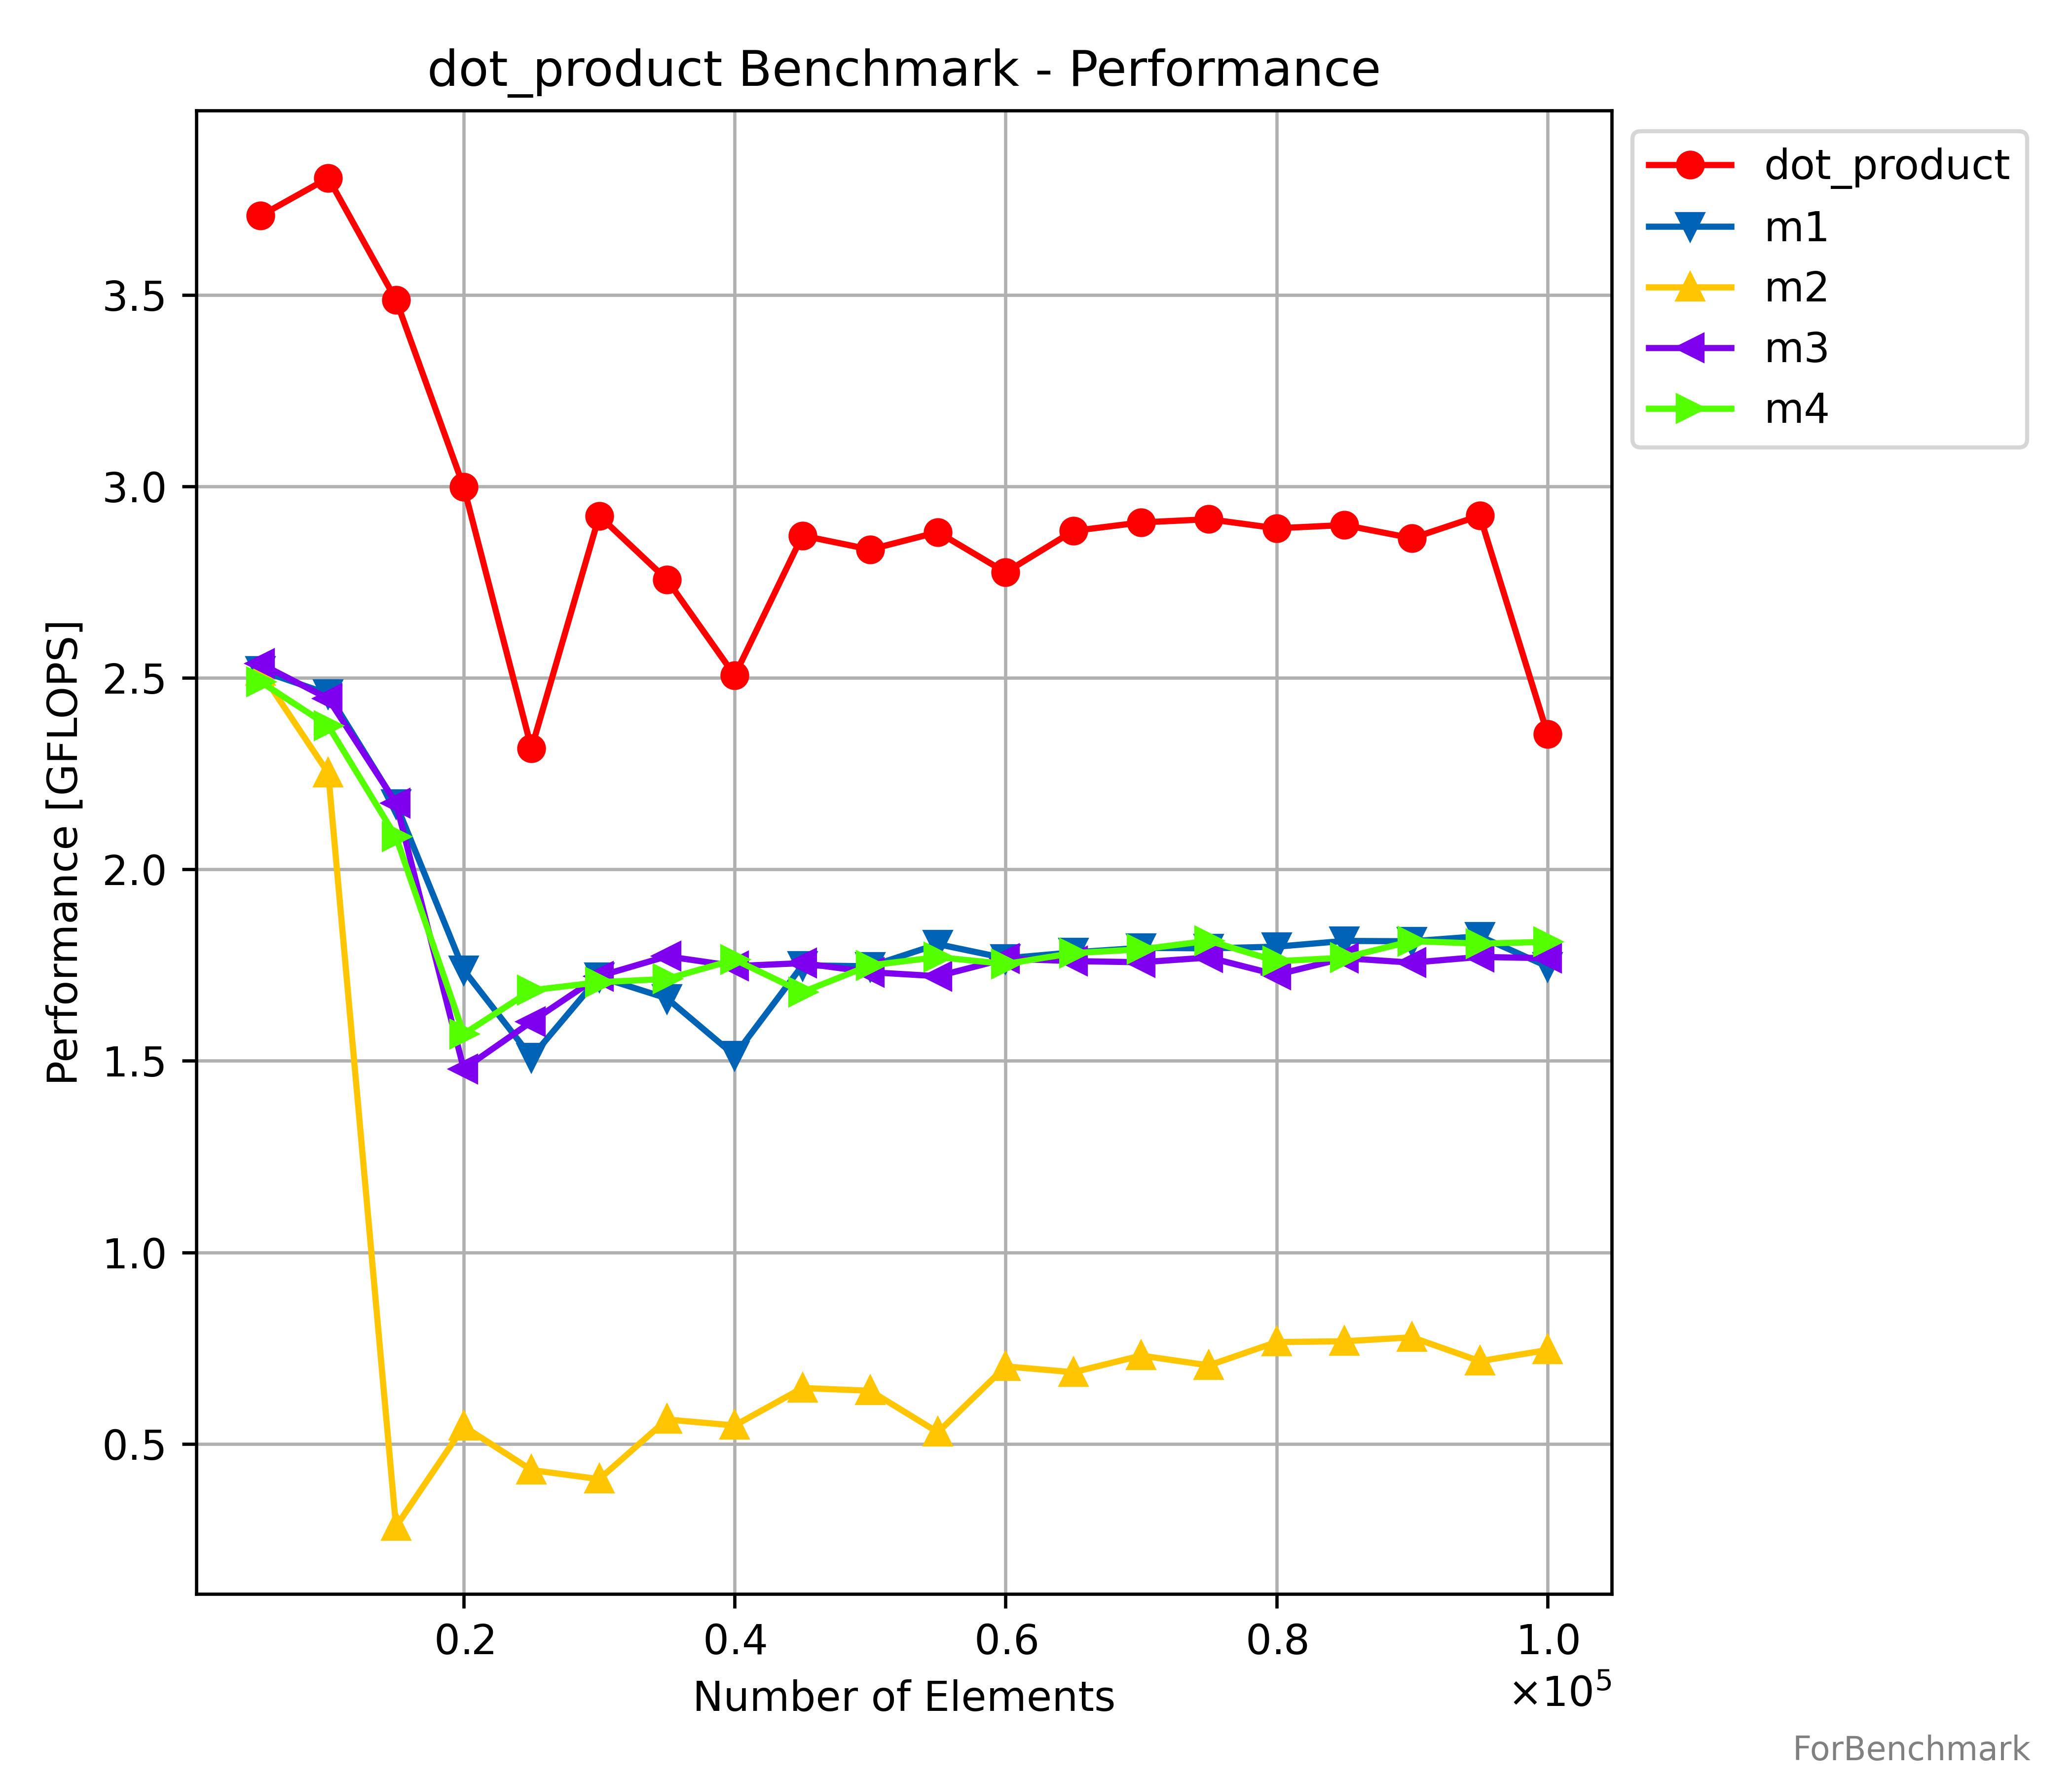 dot_product Benchmark - Performance
dot_product
m1
m2
m3
m4
Performance [GFLOPS]
3.5
3.0
2.5
2.0
1.5
1.0
0.5
0.2 0.4 0.6 0.8 1.0
×10⁵
Number of Elements
ForBenchmark